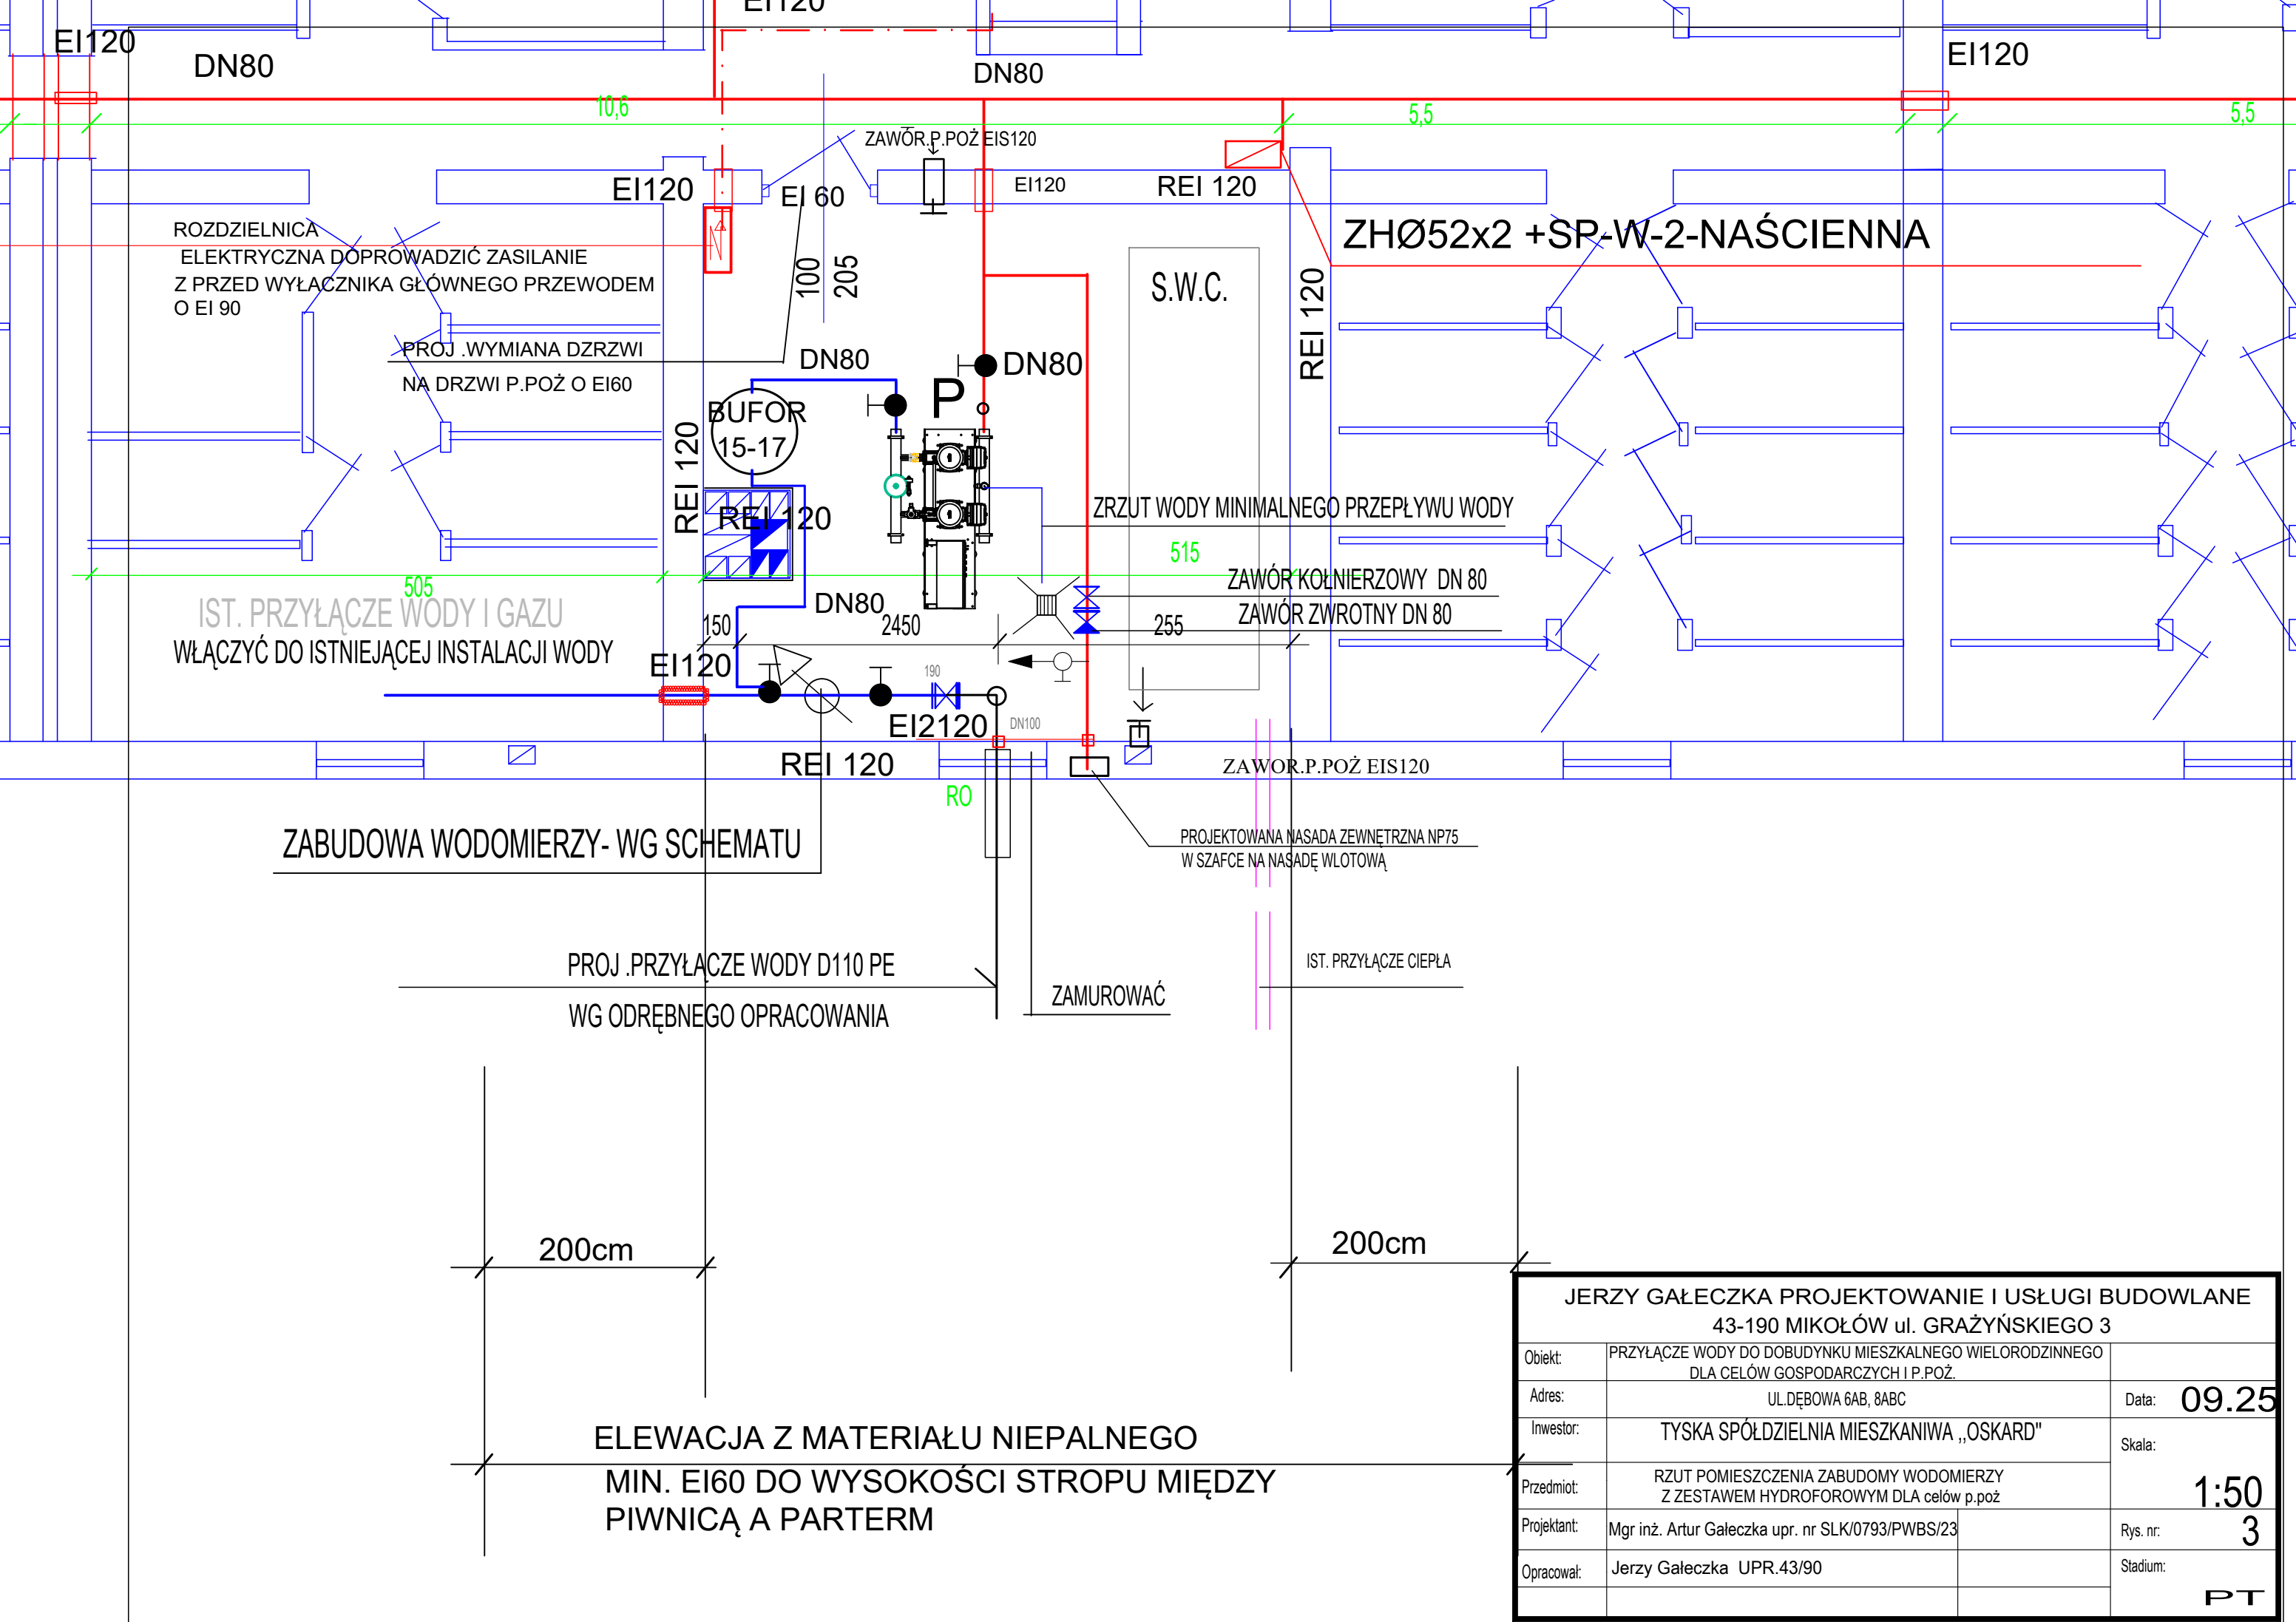 EI120
EI120
DN80
DN80
EI120
10,6
5,5
5,5
ZAWÓR.P.POŻ EIS120
EI120
EI 60
EI120
REI 120
ROZDZIELNICA
ELEKTRYCZNA DOPROWADZIĆ ZASILANIE
Z PRZED WYŁACZNIKA GŁÓWNEGO PRZEWODEM
O EI 90
100
205
S.W.C.
REI 120
ZHØ52x2 +SP-W-2-NAŚCIENNA
PROJ .WYMIANA DZRZWI
NA DRZWI P.POŻ O EI60
DN80
DN80
P
BUFOR
15-17
REI 120
REI 120
ZRZUT WODY MINIMALNEGO PRZEPŁYWU WODY
515
505
ZAWÓR KOŁNIERZOWY DN 80
ZAWÓR ZWROTNY DN 80
IST. PRZYŁĄCZE WODY I GAZU
WŁĄCZYĆ DO ISTNIEJĄCEJ INSTALACJI WODY
DN80
150
2450
255
EI120
190
EI2120
DN100
REI 120
ZAWOR.P.POŻ EIS120
RO
ZABUDOWA WODOMIERZY- WG SCHEMATU
PROJEKTOWANA NASADA ZEWNĘTRZNA NP75
W SZAFCE NA NASADĘ WLOTOWĄ
PROJ .PRZYŁĄCZE WODY D110 PE
WG ODRĘBNEGO OPRACOWANIA
ZAMUROWAĆ
IST. PRZYŁĄCZE CIEPŁA
200cm
200cm
ELEWACJA Z MATERIAŁU NIEPALNEGO
MIN. EI60 DO WYSOKOŚCI STROPU MIĘDZY
PIWNICĄ A PARTERM
JERZY GAŁECZKA PROJEKTOWANIE I USŁUGI BUDOWLANE
43-190 MIKOŁÓW ul. GRAŻYŃSKIEGO 3
Obiekt:
PRZYŁĄCZE WODY DO DOBUDYNKU MIESZKALNEGO WIELORODZINNEGO
DLA CELÓW GOSPODARCZYCH I P.POŻ.
Adres:
UL.DĘBOWA 6AB, 8ABC
Data: 09.25
Inwestor:
TYSKA SPÓŁDZIELNIA MIESZKANIWA ,,OSKARD"
Skala:
1:50
Przedmiot:
RZUT POMIESZCZENIA ZABUDOMY WODOMIERZY
Z ZESTAWEM HYDROFOROWYM DLA celów p.poż
Projektant:
Mgr inż. Artur Gałeczka upr. nr SLK/0793/PWBS/23
Rys. nr: 3
Opracował:
Jerzy Gałeczka UPR.43/90
Stadium:
PT